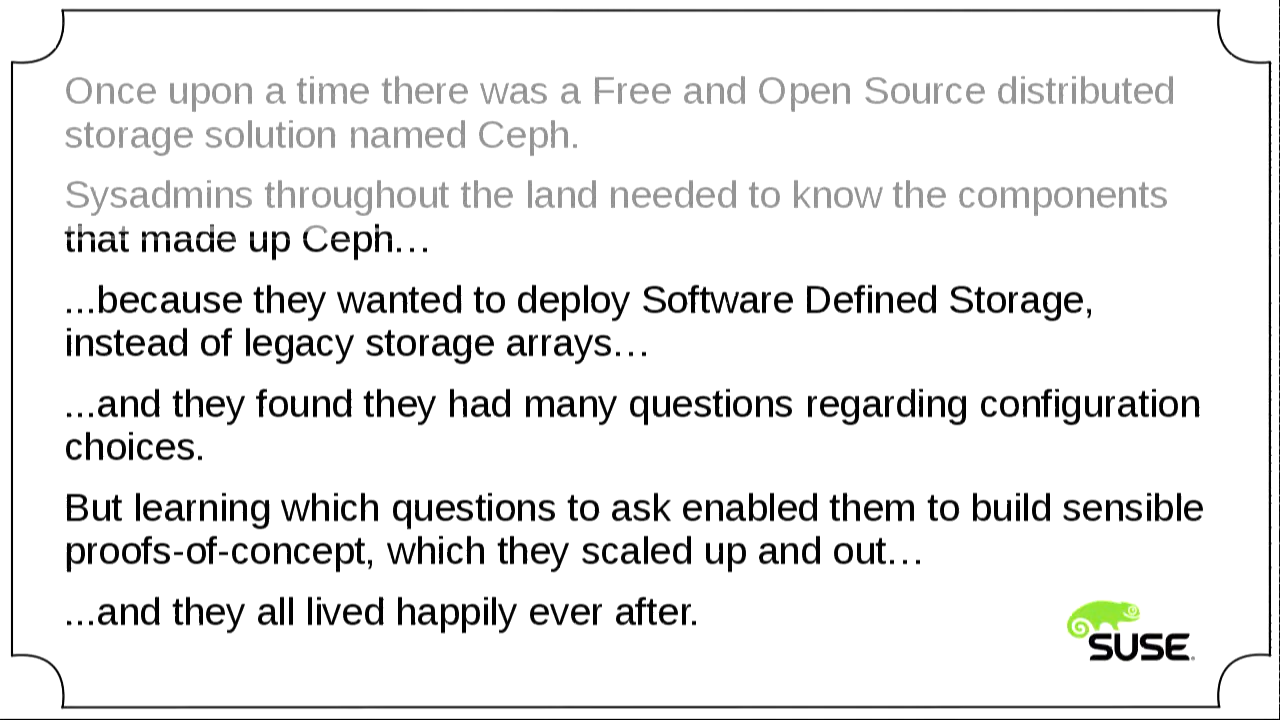 Once upon a time there was a Free and Open Source distributed
storage solution named Ceph.
Sysadmins throughout the land needed to know the components
that made up Ceph…
...because they wanted to deploy Software Defined Storage,
instead of legacy storage arrays…
...and they found they had many questions regarding configuration
choices.
But learning which questions to ask enabled them to build sensible
proofs-of-concept, which they scaled up and out…
...and they all lived happily ever after.
SUSE